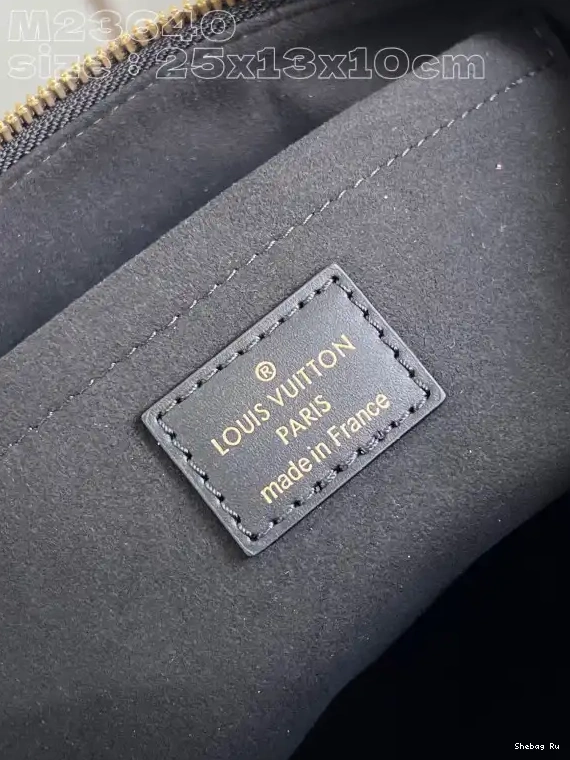 M23640
size : 25x13x10cm
®
LOUIS VUITTON
PARIS
made in France
Shebag Ru